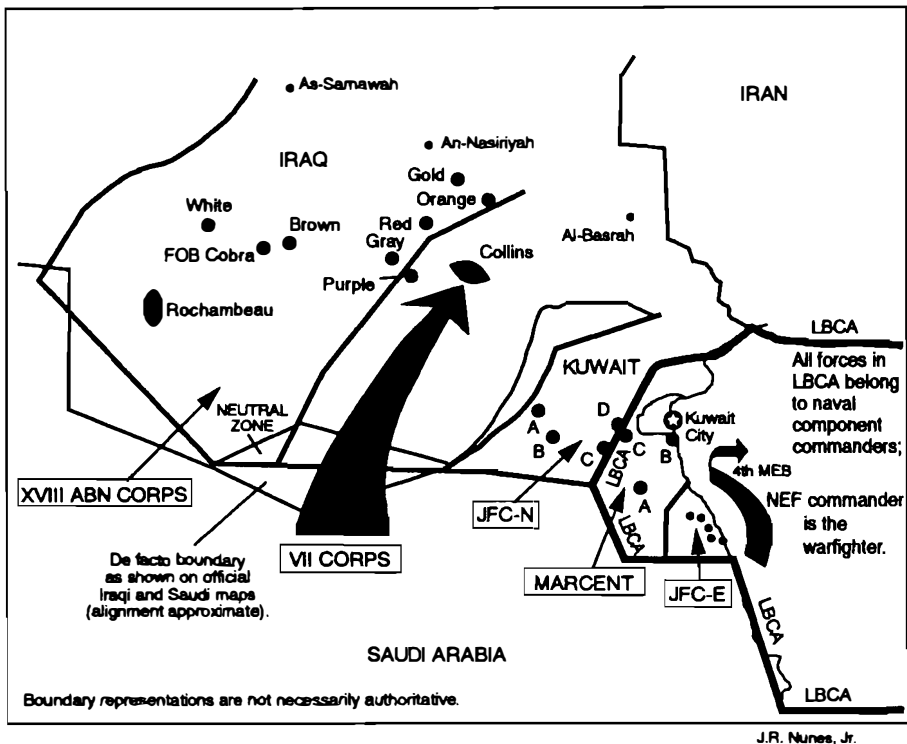 As-Samawah
IRAN
An-Nasiriyah
IRAQ
Gold
Orange
White
Brown
Red
Al-Basrah
FOB Cobra
Gray
Collins
Purple
Rochambeau
LBCA
KUWAIT
All forces in
LBCA belong
to naval
component
commanders;
NEUTRAL
ZONE
D
Kuwait
City
A
B
C
C
B
LBCA
4th MEB
XVIII ABN CORPS
A
JFC-N
NEF commander
is the
warfighter.
LBCA
De facto boundary
as shown on official
Iraqi and Saudi maps
(alignment approximate).
VII CORPS
MARCENT
JFC-E
LBCA
SAUDI ARABIA
LBCA
Boundary representations are not necessarily authoritative.
J.R. Nunes, Jr.